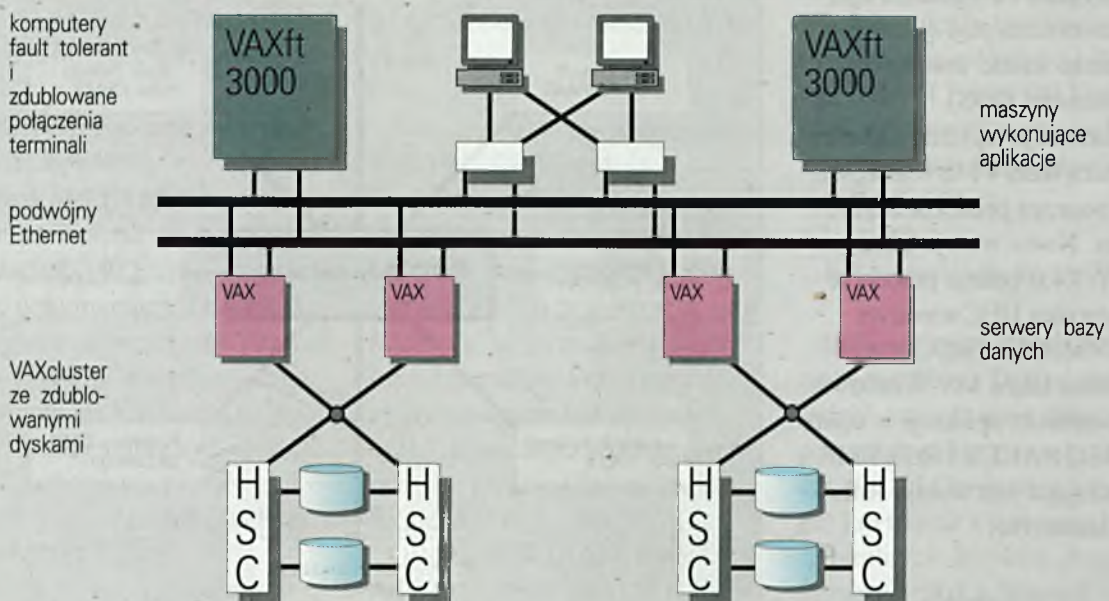 komputery
fault tolerant
i
zdublowane
połączenia
terminali
VAXft
3000
VAXft
3000
maszyny
wykonujące
aplikacje
podwójny
Ethernet
VAX
VAX
VAX
VAX
serwery bazy
danych
VAXcluster
ze zdublo-
wanymi
dyskami
H
S
C
H
S
C
H
S
C
H
S
C